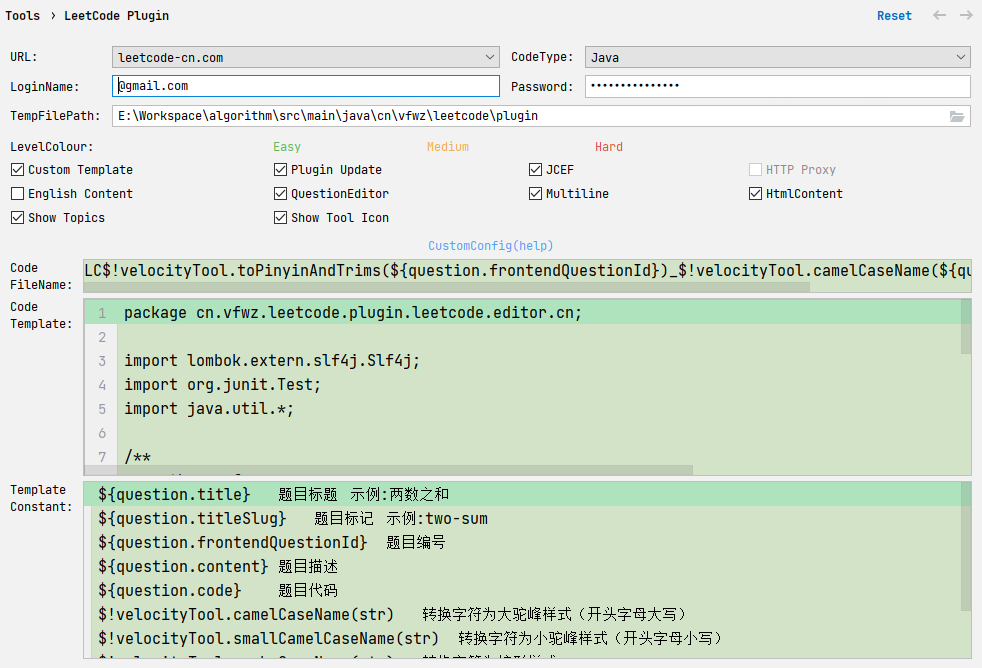 Tools › LeetCode Plugin Reset
URL: leetcode-cn.com CodeType: Java
LoginName: @gmail.com Password: •••••••••••••••
TempFilePath: E:\Workspace\algorithm\src\main\java\cn\vfwz\leetcode\plugin
LevelColour: Easy Medium Hard
Custom Template Plugin Update JCEF HTTP Proxy
English Content QuestionEditor Multiline HtmlContent
Show Topics Show Tool Icon
CustomConfig(help)
Code FileName:
LC$!velocityTool.toPinyinAndTrims(${question.frontendQuestionId})_$!velocityTool.camelCaseName(${qu
Code Template:
1 package cn.vfwz.leetcode.plugin.leetcode.editor.cn;
2
3 import lombok.extern.slf4j.Slf4j;
4 import org.junit.Test;
5 import java.util.*;
6
7 /**
Template Constant:
${question.title} 题目标题 示例:两数之和
${question.titleSlug} 题目标记 示例:two-sum
${question.frontendQuestionId} 题目编号
${question.content} 题目描述
${question.code} 题目代码
$!velocityTool.camelCaseName(str) 转换字符为大驼峰样式（开头字母大写）
$!velocityTool.smallCamelCaseName(str) 转换字符为小驼峰样式（开头字母小写）